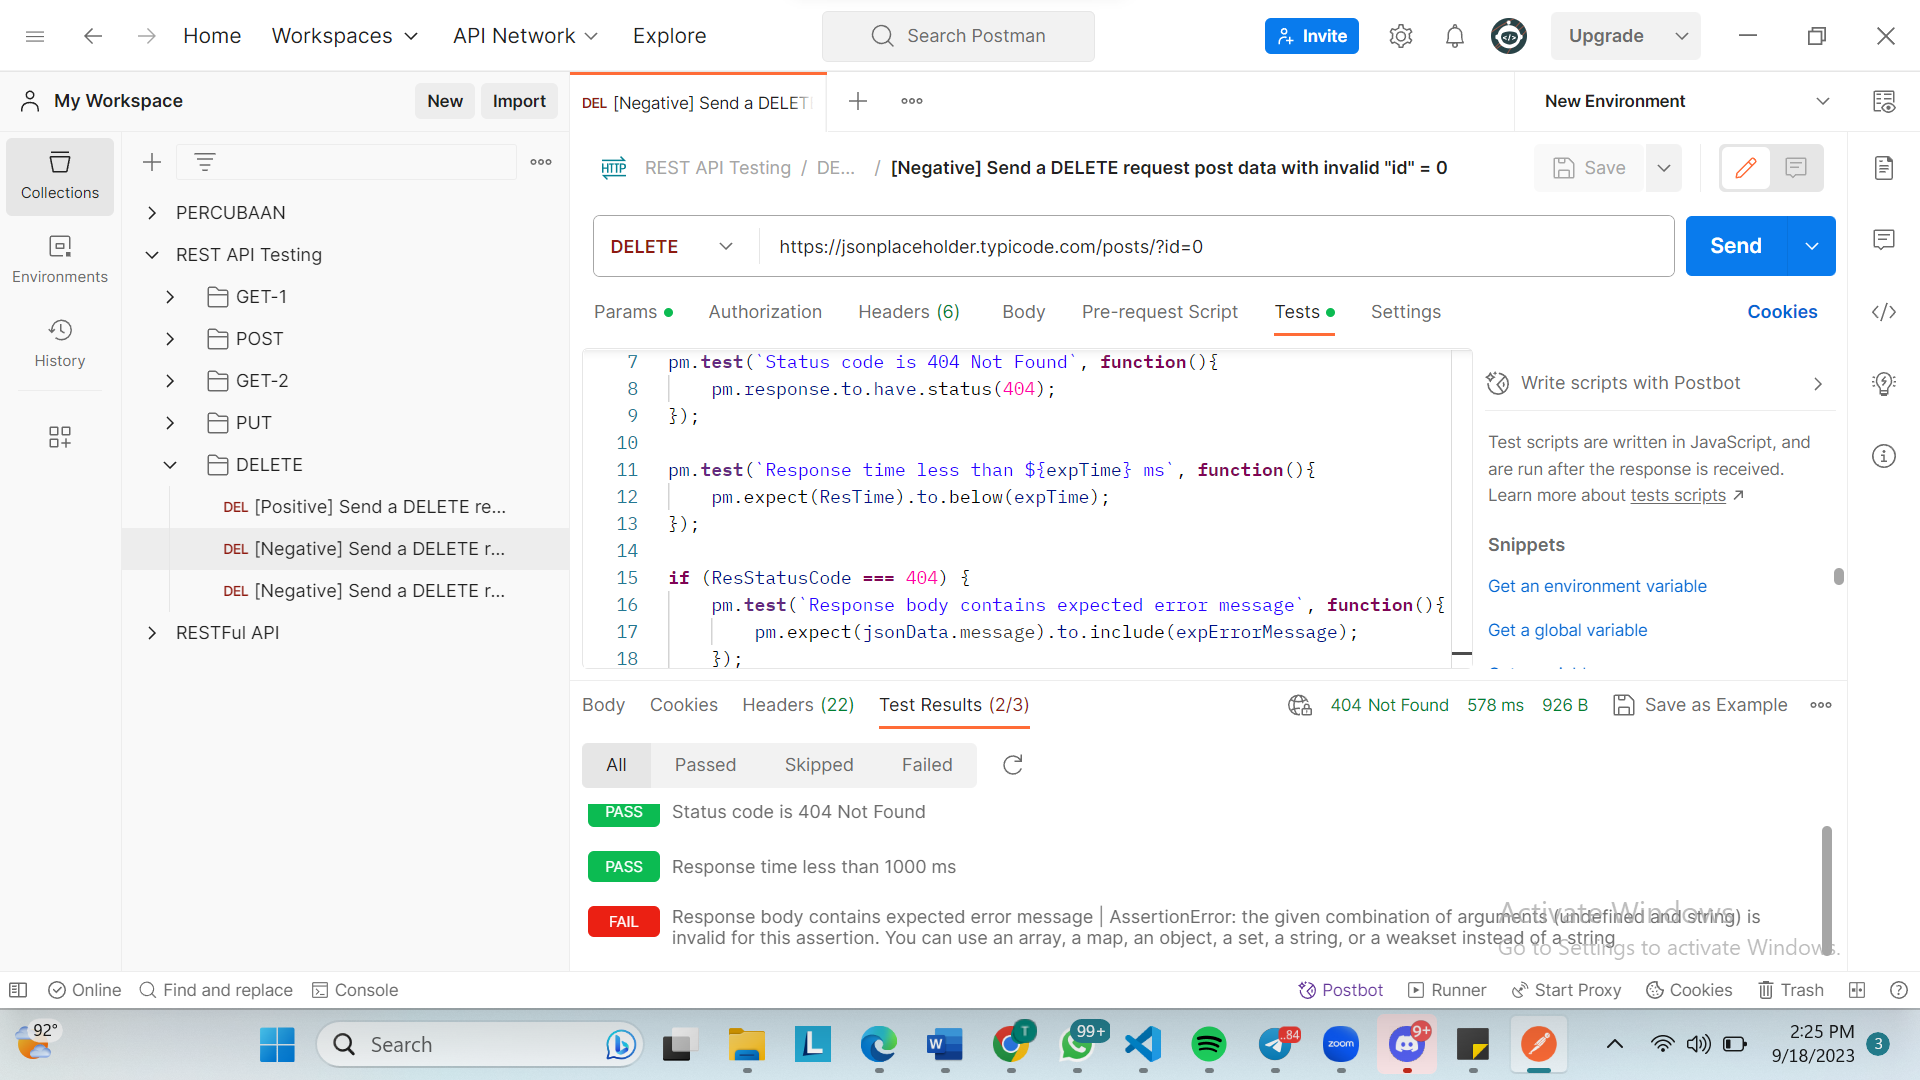 Home
Workspaces
API Network
Explore
Search Postman
Invite
Upgrade
My Workspace
New
Import
DEL [Negative] Send a DELET
New Environment
Collections
Environments
History
PERCUBAAN
REST API Testing
GET-1
POST
GET-2
PUT
DELETE
DEL [Positive] Send a DELETE re...
DEL [Negative] Send a DELETE r...
DEL [Negative] Send a DELETE r...
RESTFul API
HTTP REST API Testing / DE... / [Negative] Send a DELETE request post data with invalid "id" = 0
Save
DELETE
https://jsonplaceholder.typicode.com/posts/?id=0
Send
Params
Authorization
Headers (6)
Body
Pre-request Script
Tests
Settings
Cookies
7 pm.test(`Status code is 404 Not Found`, function(){
8 pm.response.to.have.status(404);
9 });
10
11 pm.test(`Response time less than ${expTime} ms`, function(){
12 pm.expect(ResTime).to.below(expTime);
13 });
14
15 if (ResStatusCode === 404) {
16 pm.test(`Response body contains expected error message`, function(){
17 pm.expect(jsonData.message).to.include(expErrorMessage);
18 });
Write scripts with Postbot
Test scripts are written in JavaScript, and
are run after the response is received.
Learn more about tests scripts ↗
Snippets
Get an environment variable
Get a global variable
Body
Cookies
Headers (22)
Test Results (2/3)
404 Not Found
578 ms
926 B
Save as Example
All
Passed
Skipped
Failed
PASS Status code is 404 Not Found
PASS Response time less than 1000 ms
FAIL Response body contains expected error message | AssertionError: the given combination of arguments (undefined and string) is
invalid for this assertion. You can use an array, a map, an object, a set, a string, or a weakset instead of a string
Activate Windows
Go to Settings to activate Windows.
Online
Find and replace
Console
Postbot
Runner
Start Proxy
Cookies
Trash
92°
Search
L
W
T
99+
84
zoom
9+
2:25 PM
9/18/2023
3